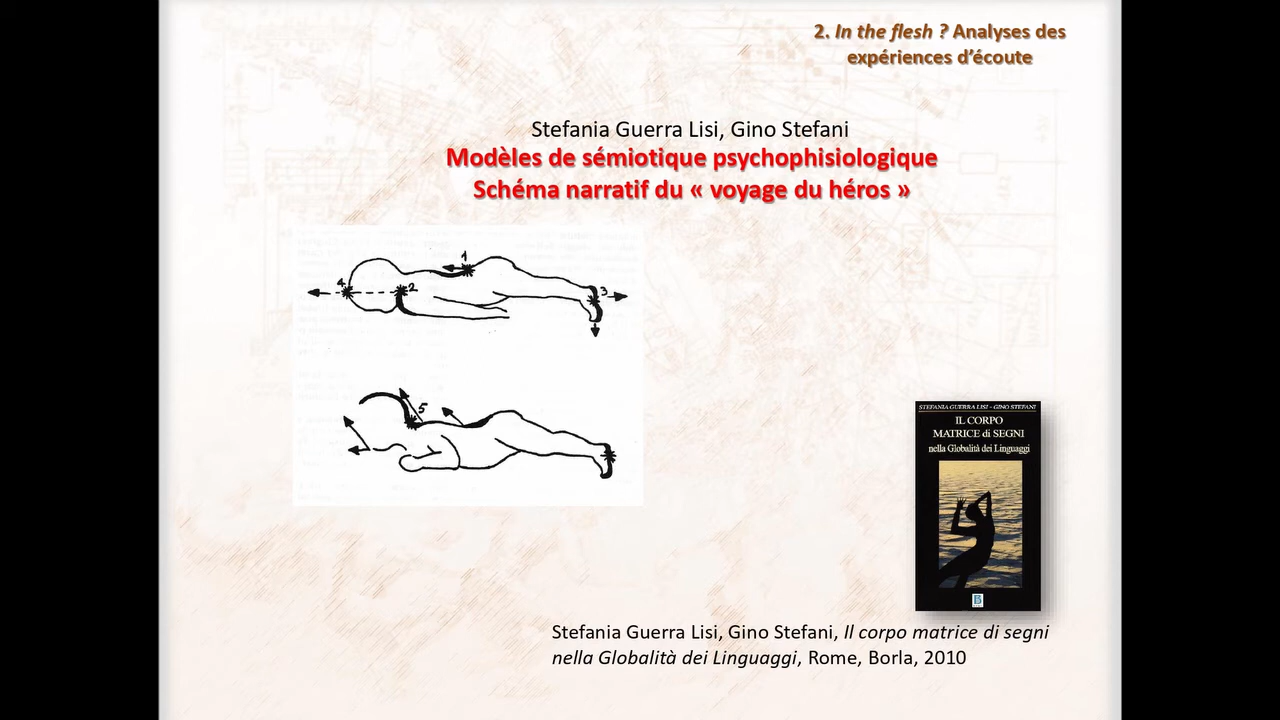 2. In the flesh ? Analyses des
expériences d’écoute
Stefania Guerra Lisi, Gino Stefani
Modèles de sémiotique psychophisiologique
Schéma narratif du « voyage du héros »
1
4
2
3
5
STEFANIA GUERRA LISI - GINO STEFANI
IL CORPO
MATRICE di SEGNI
nella Globalità dei Linguaggi
B
Stefania Guerra Lisi, Gino Stefani, Il corpo matrice di segni
nella Globalità dei Linguaggi, Rome, Borla, 2010